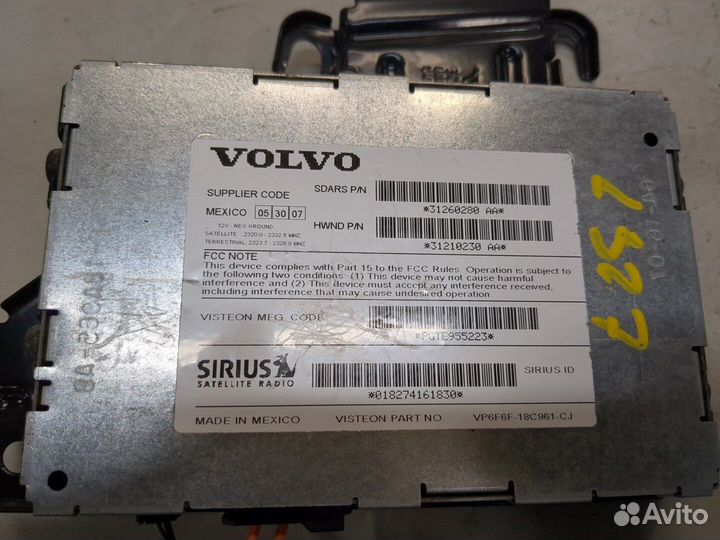 VOLVO
SUPPLIER CODE
SDARS P/N
*31260280 AA*
MEXICO 05 30 07
12V - NEG GROUND
HWND P/N
SATELLITE : 2320.0 - 2332.5 MHZ
TERRESTRIAL: 2323.7 - 2328.8 MHZ
*31210230 AA*
FCC NOTE
This device complies with Part 15 to the FCC Rules. Operation is subject to
the following two conditions: (1) This device may not cause harmful
interference and (2) This device must accept any interference received,
including interference that may cause undesired operation.
VISTEON MFG. CODE
*PGTE955223*
SIRIUS
SATELLITE RADIO
SIRIUS ID
*018274161830*
MADE IN MEXICO
VISTEON PART NO.
VP6F6F-18C961-CJ
Avito